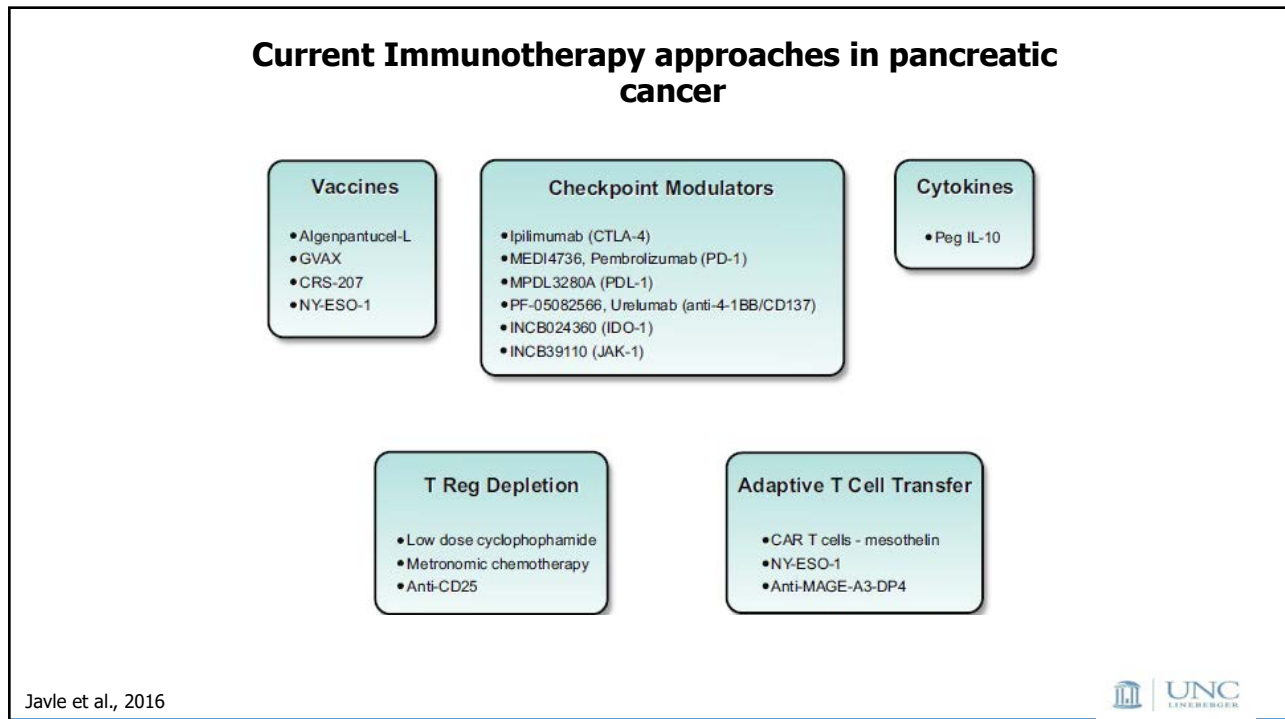 Current Immunotherapy approaches in pancreatic
cancer
Vaccines
•Algenpantucel-L
•GVAX
•CRS-207
•NY-ESO-1
Checkpoint Modulators
•Ipilimumab (CTLA-4)
•MEDI4736, Pembrolizumab (PD-1)
•MPDL3280A (PDL-1)
•PF-05082566, Urelumab (anti-4-1BB/CD137)
•INCB024360 (IDO-1)
•INCB39110 (JAK-1)
Cytokines
•Peg IL-10
T Reg Depletion
•Low dose cyclophophamide
•Metronomic chemotherapy
•Anti-CD25
Adaptive T Cell Transfer
•CAR T cells - mesothelin
•NY-ESO-1
•Anti-MAGE-A3-DP4
Javle et al., 2016
UNC
LINEBERGER